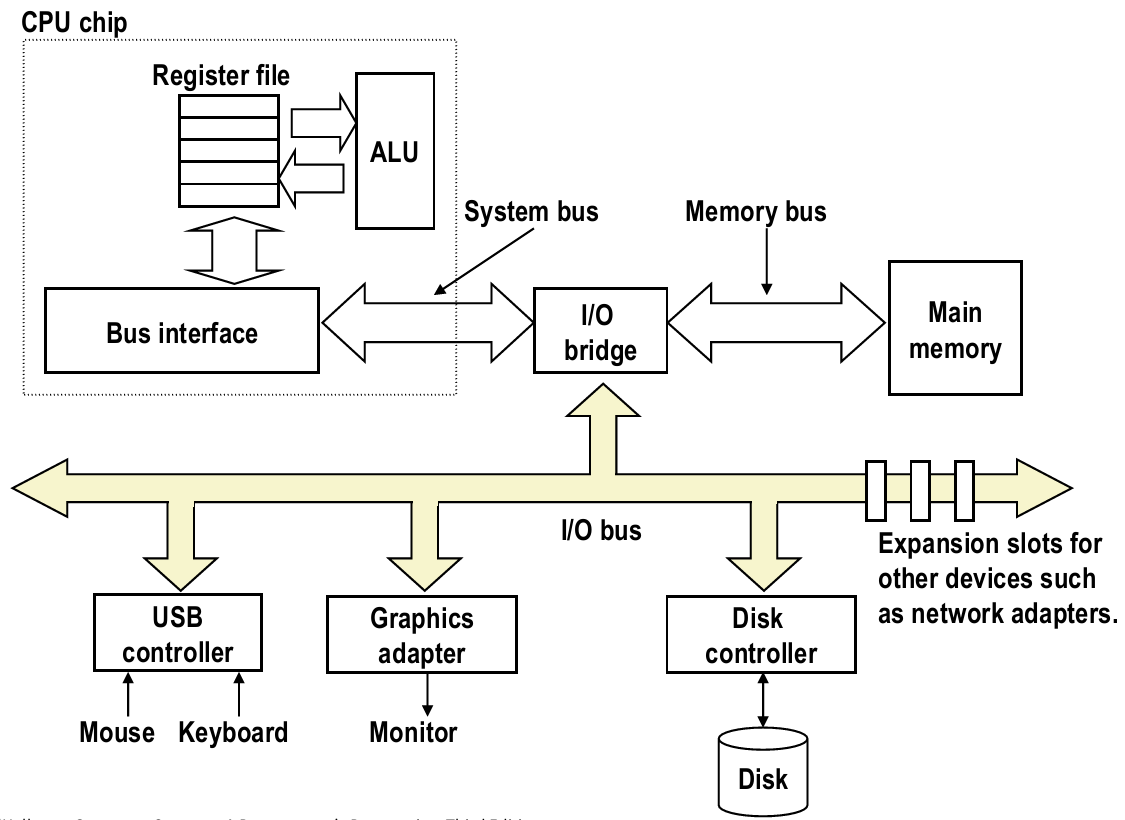 CPU chip
Register file
ALU
System bus
Memory bus
Bus interface
I/O
bridge
Main
memory
I/O bus
Expansion slots for
other devices such
as network adapters.
USB
controller
Graphics
adapter
Disk
controller
Mouse
Keyboard
Monitor
Disk